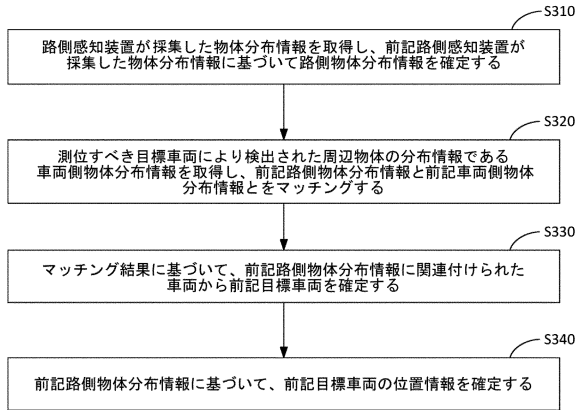 S310
路側感知装置が採集した物体分布情報を取得し、前記路側感知装置が
採集した物体分布情報に基づいて路側物体分布情報を確定する
S320
測位すべき目標車両により検出された周辺物体の分布情報である
車両側物体分布情報を取得し、前記路側物体分布情報と前記車両側物体
分布情報とをマッチングする
S330
マッチング結果に基づいて、前記路側物体分布情報に関連付けられた
車両から前記目標車両を確定する
S340
前記路側物体分布情報に基づいて、前記目標車両の位置情報を確定する